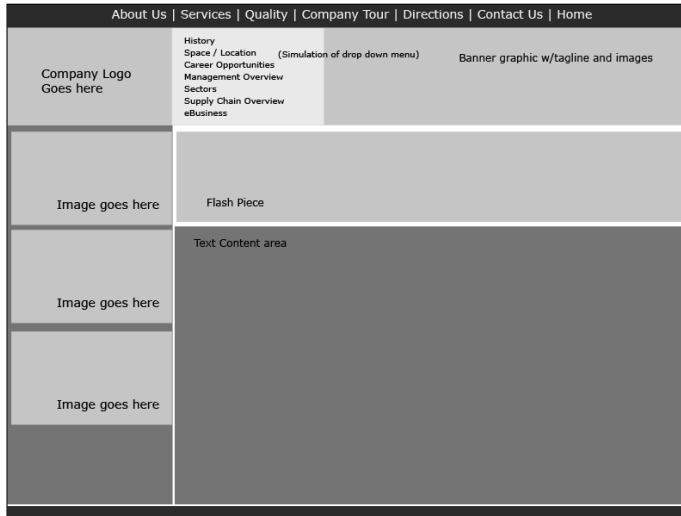 About Us | Services | Quality | Company Tour | Directions | Contact Us | Home
Company Logo
Goes here
History
Space / Location
Career Opportunities
Management Overview
Sectors
Supply Chain Overview
eBusiness
(Simulation of drop down menu)
Banner graphic w/tagline and images
Image goes here
Flash Piece
Text Content area
Image goes here
Image goes here